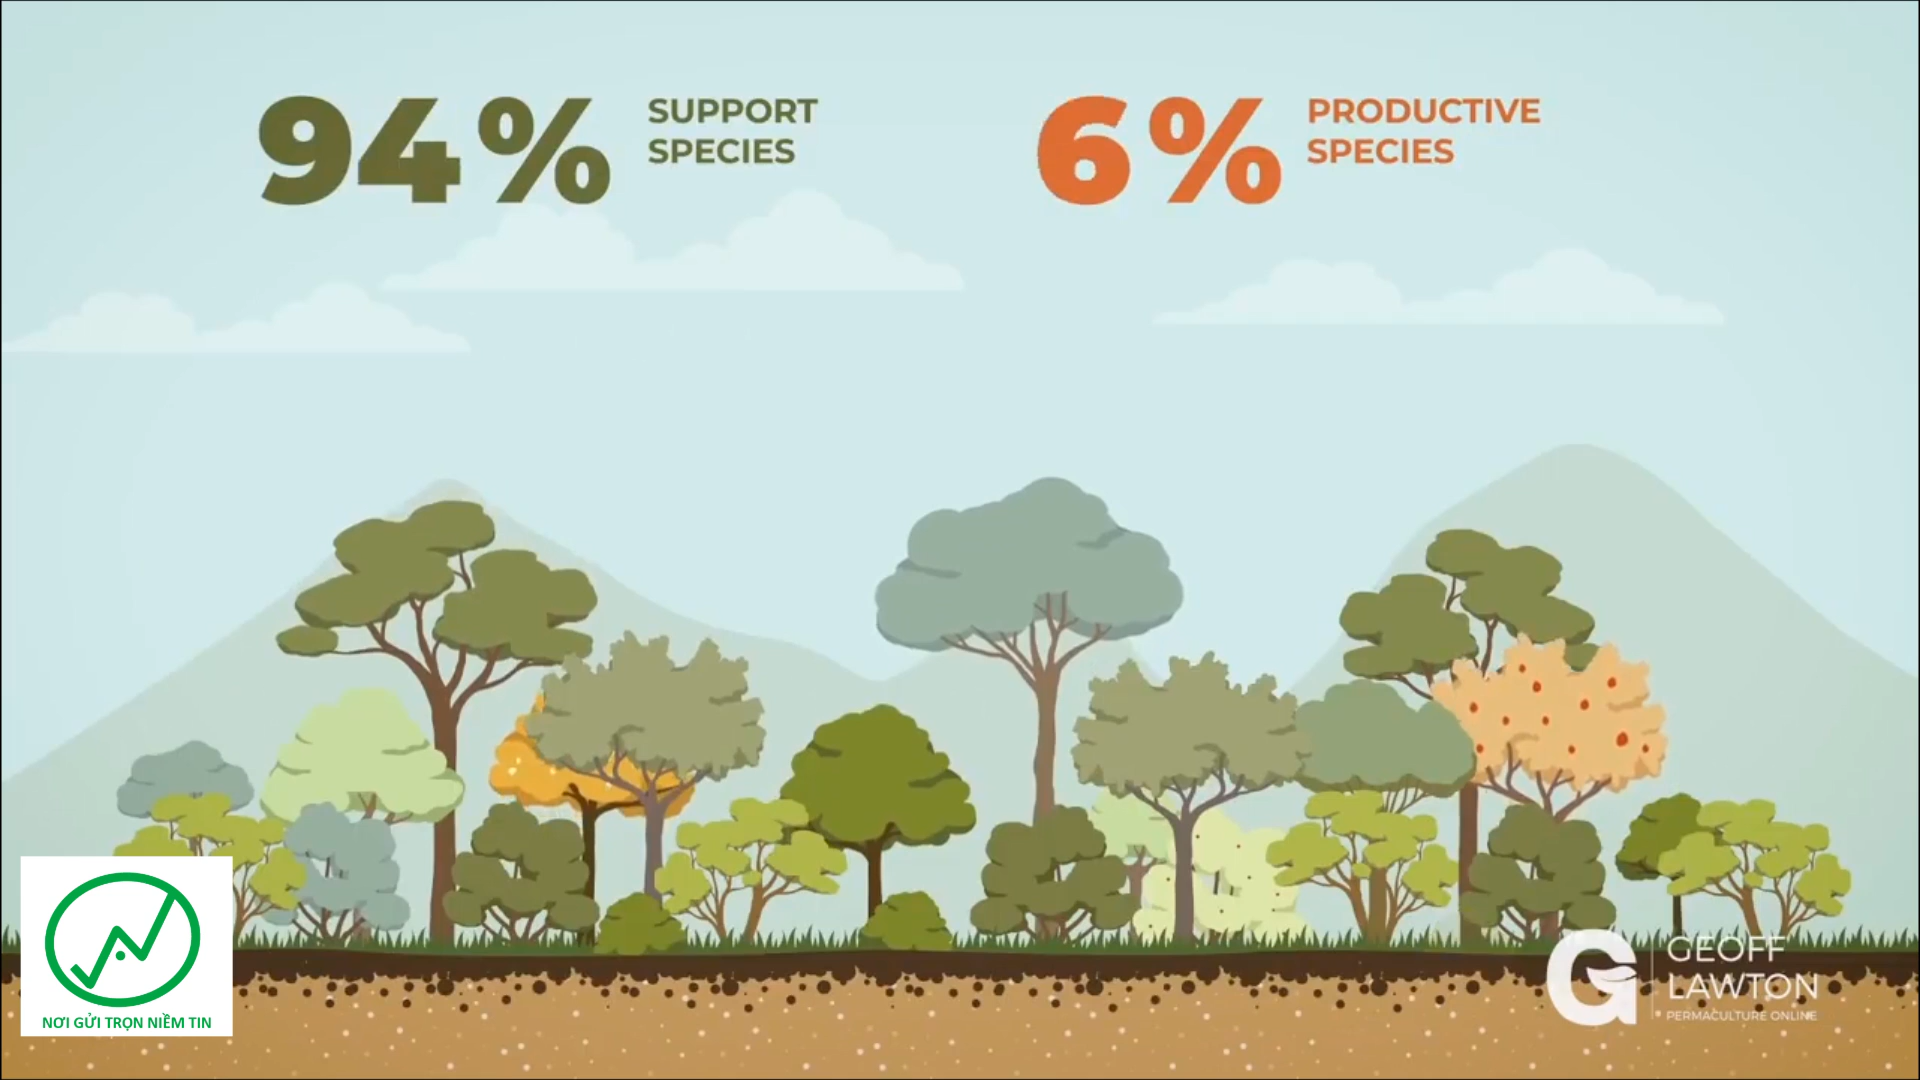 94%
SUPPORT
SPECIES
6%
PRODUCTIVE
SPECIES
NƠI GỬI TRỌN NIỀM TIN
GEOFF
LAWTON
PERMACULTURE ONLINE